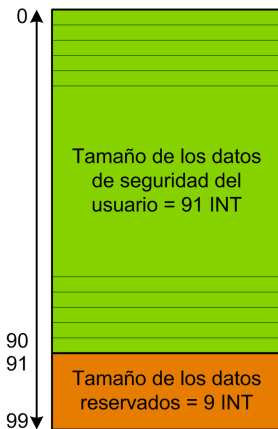 0
Tamaño de los datos
de seguridad del
usuario = 91 INT
90
91
Tamaño de los datos
reservados = 9 INT
99